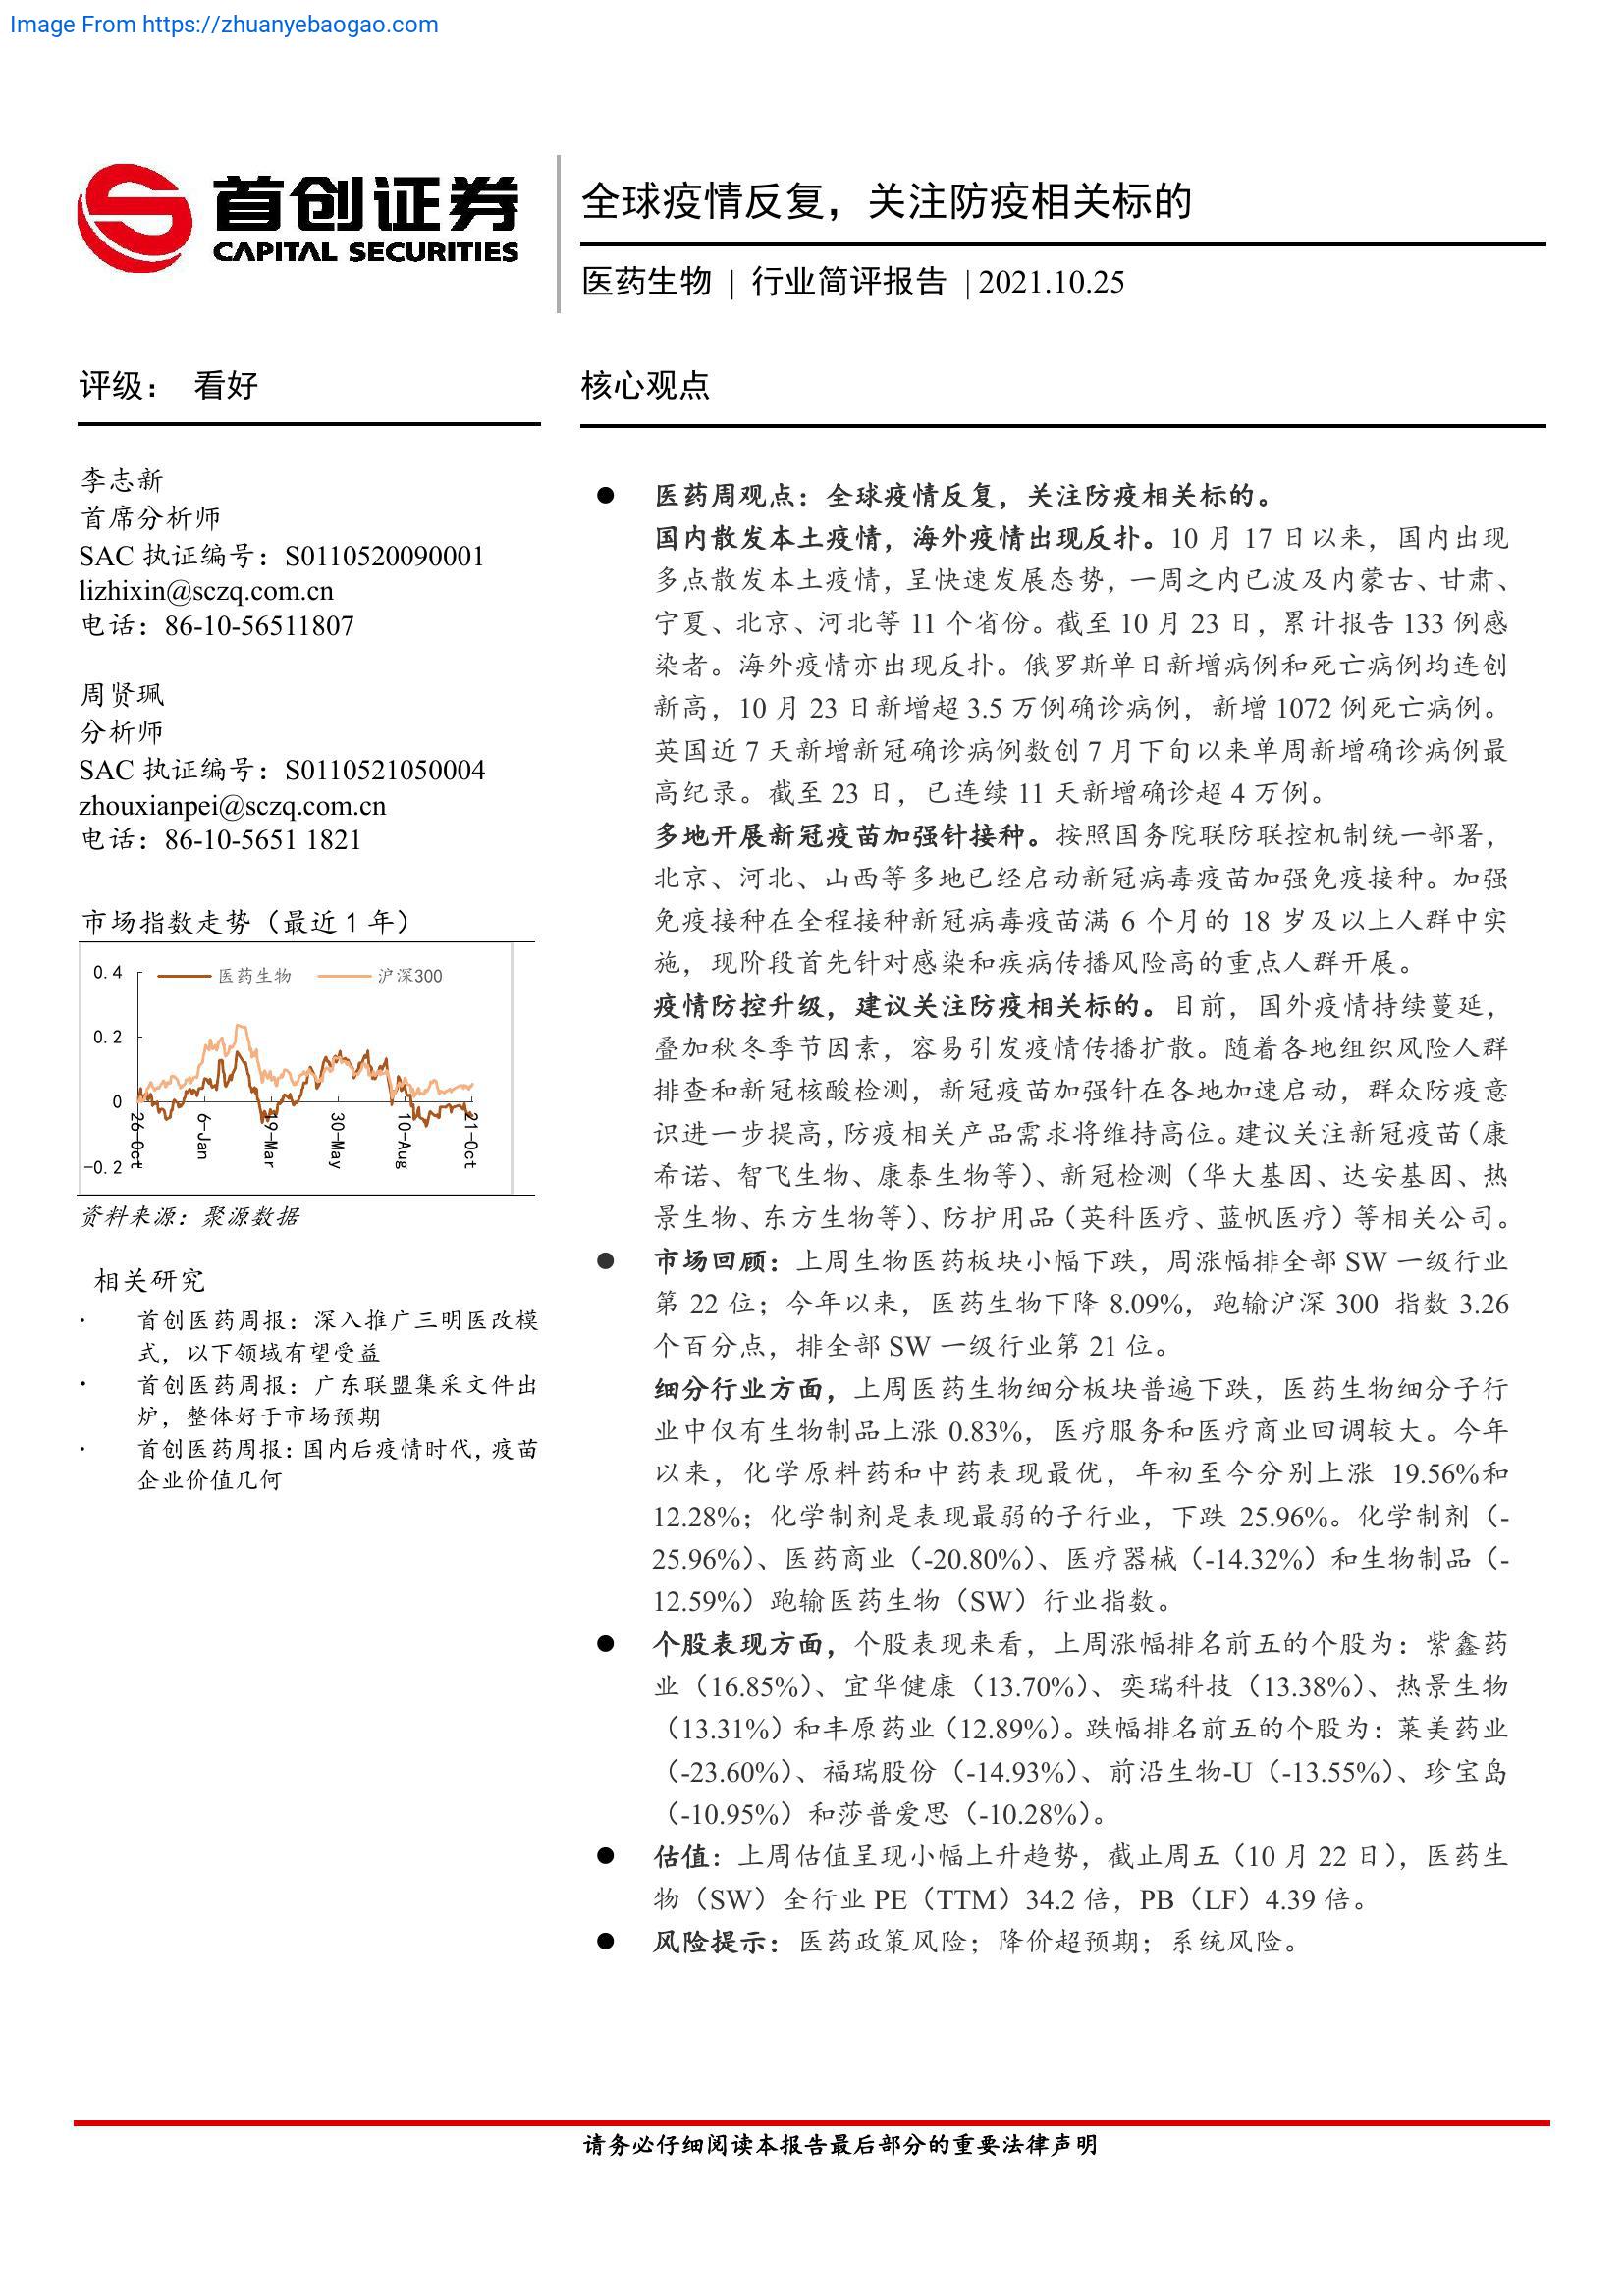 Image From https://zhuanyebaogao.com
首创证券
CAPITAL SECURITIES
全球疫情反复，关注防疫相关标的
医药生物 | 行业简评报告 | 2021.10.25
评级： 看好
李志新
首席分析师
SAC 执证编号：S0110520090001
lizhixin@sczq.com.cn
电话：86-10-56511807
周贤珮
分析师
SAC 执证编号：S0110521050004
zhouxianpei@sczq.com.cn
电话：86-10-5651 1821
市场指数走势（最近 1 年）
医药生物 沪深300
0.4
0.2
0
-0.2
26-Oct 6-Jan 19-Mar 30-May 10-Aug 21-Oct
资料来源：聚源数据
相关研究
· 首创医药周报：深入推广三明医改模
式，以下领域有望受益
· 首创医药周报：广东联盟集采文件出
炉，整体好于市场预期
· 首创医药周报：国内后疫情时代，疫苗
企业价值几何
核心观点
● 医药周观点：全球疫情反复，关注防疫相关标的。
国内散发本土疫情，海外疫情出现反扑。10 月 17 日以来，国内出现
多点散发本土疫情，呈快速发展态势，一周之内已波及内蒙古、甘肃、
宁夏、北京、河北等 11 个省份。截至 10 月 23 日，累计报告 133 例感
染者。海外疫情亦出现反扑。俄罗斯单日新增病例和死亡病例均连创
新高，10 月 23 日新增超 3.5 万例确诊病例，新增 1072 例死亡病例。
英国近 7 天新增新冠确诊病例数创 7 月下旬以来单周新增确诊病例最
高纪录。截至 23 日，已连续 11 天新增确诊超 4 万例。
多地开展新冠疫苗加强针接种。按照国务院联防联控机制统一部署，
北京、河北、山西等多地已经启动新冠病毒疫苗加强免疫接种。加强
免疫接种在全程接种新冠病毒疫苗满 6 个月的 18 岁及以上人群中实
施，现阶段首先针对感染和疾病传播风险高的重点人群开展。
疫情防控升级，建议关注防疫相关标的。目前，国外疫情持续蔓延，
叠加秋冬季节因素，容易引发疫情传播扩散。随着各地组织风险人群
排查和新冠核酸检测，新冠疫苗加强针在各地加速启动，群众防疫意
识进一步提高，防疫相关产品需求将维持高位。建议关注新冠疫苗（康
希诺、智飞生物、康泰生物等）、新冠检测（华大基因、达安基因、热
景生物、东方生物等）、防护用品（英科医疗、蓝帆医疗）等相关公司。
● 市场回顾：上周生物医药板块小幅下跌，周涨幅排全部 SW 一级行业
第 22 位；今年以来，医药生物下降 8.09%，跑输沪深 300 指数 3.26
个百分点，排全部 SW 一级行业第 21 位。
细分行业方面，上周医药生物细分板块普遍下跌，医药生物细分子行
业中仅有生物制品上涨 0.83%，医疗服务和医疗商业回调较大。今年
以来，化学原料药和中药表现最优，年初至今分别上涨 19.56%和
12.28%；化学制剂是表现最弱的子行业，下跌 25.96%。化学制剂（-
25.96%）、医药商业（-20.80%）、医疗器械（-14.32%）和生物制品（-
12.59%）跑输医药生物（SW）行业指数。
● 个股表现方面，个股表现来看，上周涨幅排名前五的个股为：紫鑫药
业（16.85%）、宜华健康（13.70%）、奕瑞科技（13.38%）、热景生物
（13.31%）和丰原药业（12.89%）。跌幅排名前五的个股为：莱美药业
（-23.60%）、福瑞股份（-14.93%）、前沿生物-U（-13.55%）、珍宝岛
（-10.95%）和莎普爱思（-10.28%）。
● 估值：上周估值呈现小幅上升趋势，截止周五（10 月 22 日），医药生
物（SW）全行业 PE（TTM）34.2 倍，PB（LF）4.39 倍。
● 风险提示：医药政策风险；降价超预期；系统风险。
请务必仔细阅读本报告最后部分的重要法律声明